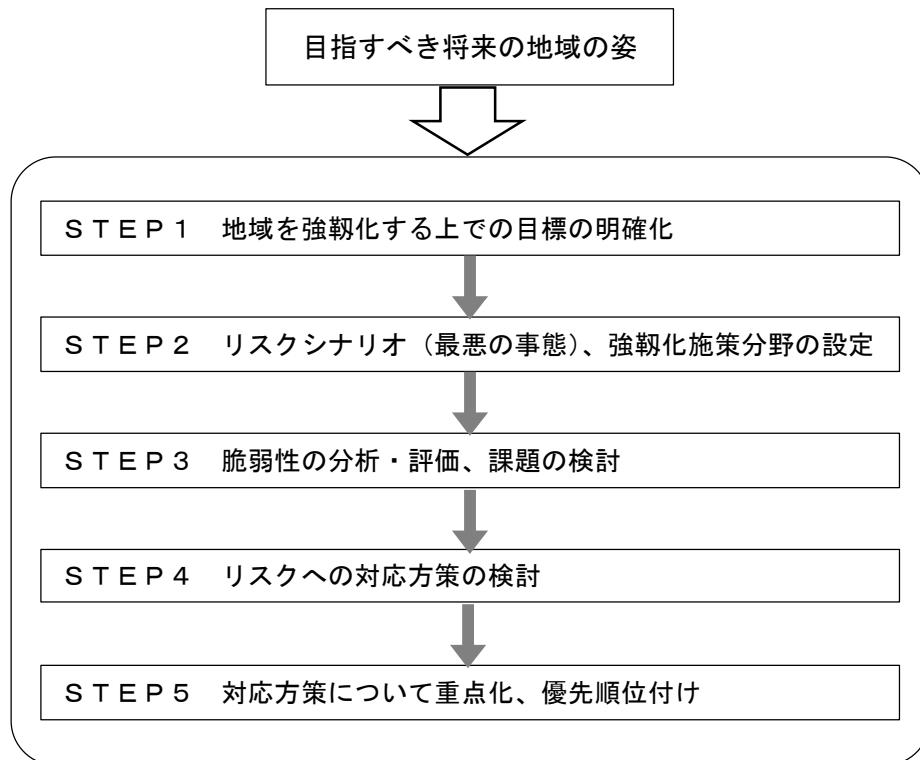 目指すべき将来の地域の姿
ＳＴＥＰ１　地域を強靱化する上での目標の明確化
ＳＴＥＰ２　リスクシナリオ（最悪の事態）、強靱化施策分野の設定
ＳＴＥＰ３　脆弱性の分析・評価、課題の検討
ＳＴＥＰ４　リスクへの対応方策の検討
ＳＴＥＰ５　対応方策について重点化、優先順位付け